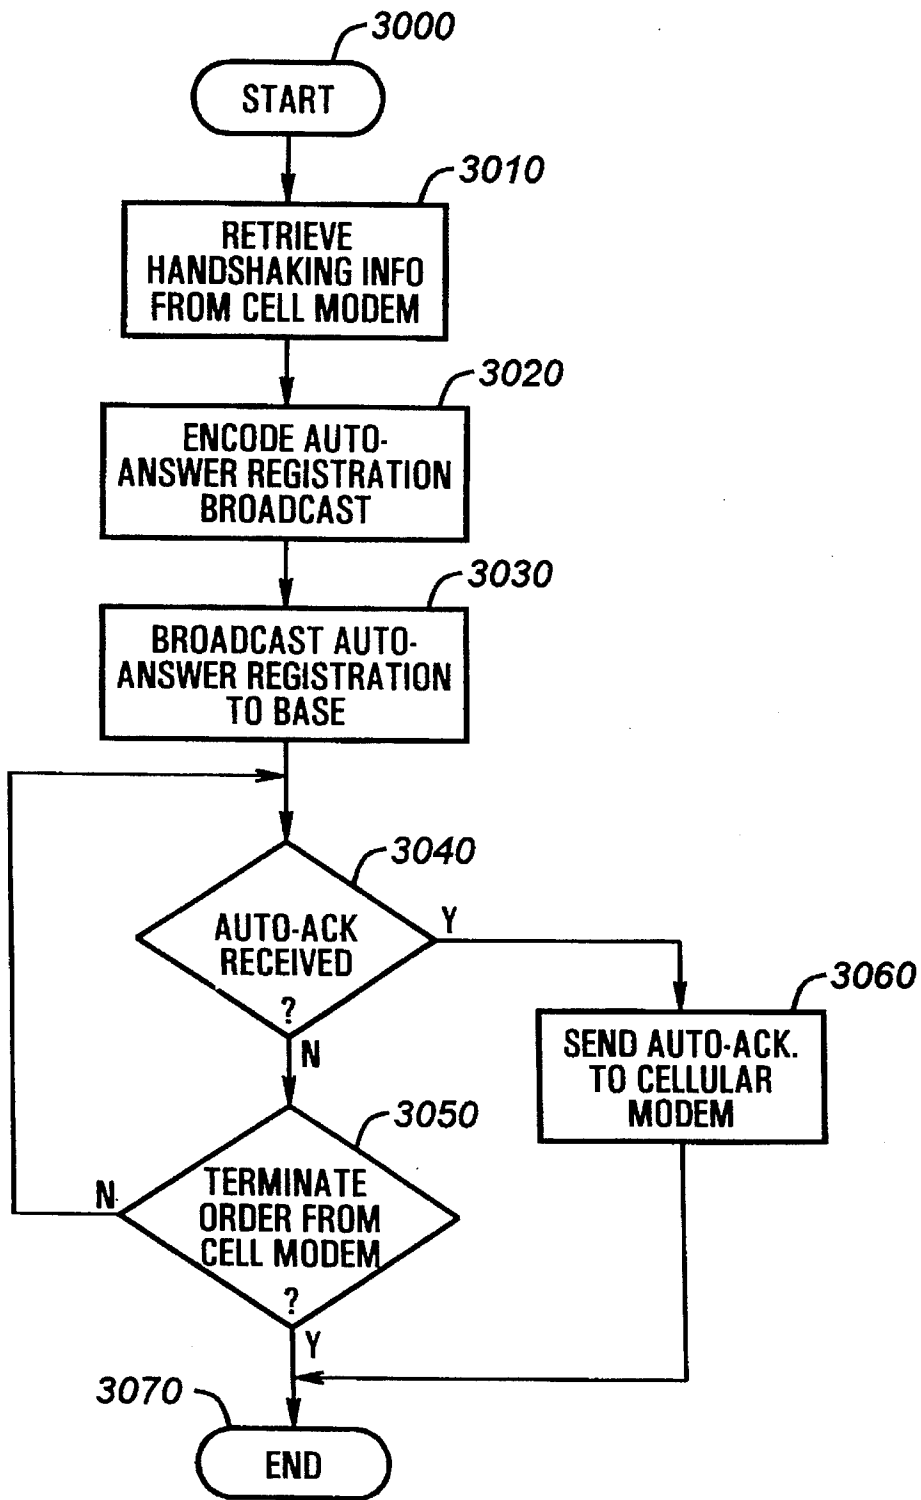 3000
START
3010
RETRIEVE
HANDSHAKING INFO
FROM CELL MODEM
3020
ENCODE AUTO-
ANSWER REGISTRATION
BROADCAST
3030
BROADCAST AUTO-
ANSWER REGISTRATION
TO BASE
3040
AUTO-ACK
RECEIVED
?
Y
N
3060
SEND AUTO-ACK.
TO CELLULAR
MODEM
3050
TERMINATE
ORDER FROM
CELL MODEM
?
N
Y
3070
END